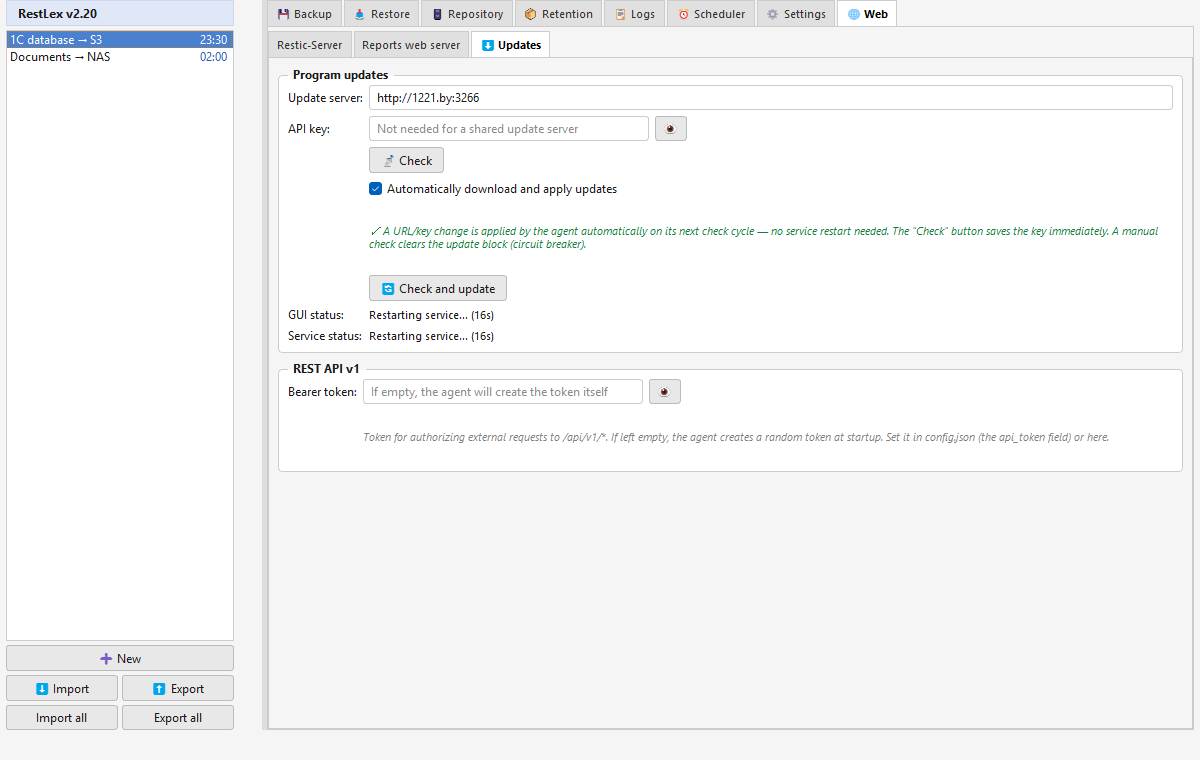 RestLex v2.20
1C database → S3 23:30
Documents → NAS 02:00
New
Import Export
Import all Export all
Backup Restore Repository Retention Logs Scheduler Settings Web
Restic-Server Reports web server Updates
Program updates
Update server: http://1221.by:3266
API key: Not needed for a shared update server
Check
Automatically download and apply updates
✓ A URL/key change is applied by the agent automatically on its next check cycle — no service restart needed. The "Check" button saves the key immediately. A manual
check clears the update block (circuit breaker).
Check and update
GUI status: Restarting service... (16s)
Service status: Restarting service... (16s)
REST API v1
Bearer token: If empty, the agent will create the token itself
Token for authorizing external requests to /api/v1/*. If left empty, the agent creates a random token at startup. Set it in config.json (the api_token field) or here.